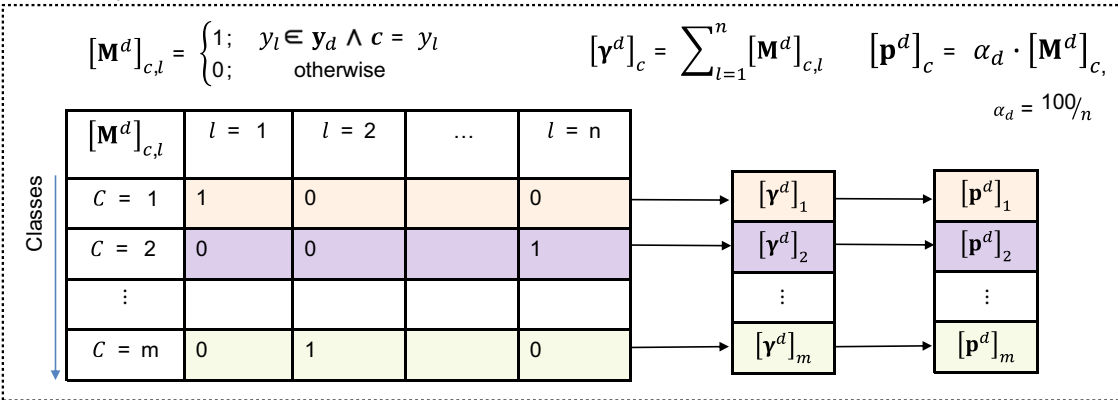 [M^d]_{c,l} = {1; y_l ∈ y_d ∧ c = y_l
0; otherwise
[γ^d]_c = ∑_{l=1}^{n} [M^d]_{c,l}
[p^d]_c = α_d · [M^d]_{c,
α_d = 100/n
[M^d]_{c,l} l = 1 l = 2 … l = n
Classes
C = 1 1 0 0 [γ^d]_1 [p^d]_1
C = 2 0 0 1 [γ^d]_2 [p^d]_2
⋮ ⋮ ⋮
C = m 0 1 0 [γ^d]_m [p^d]_m